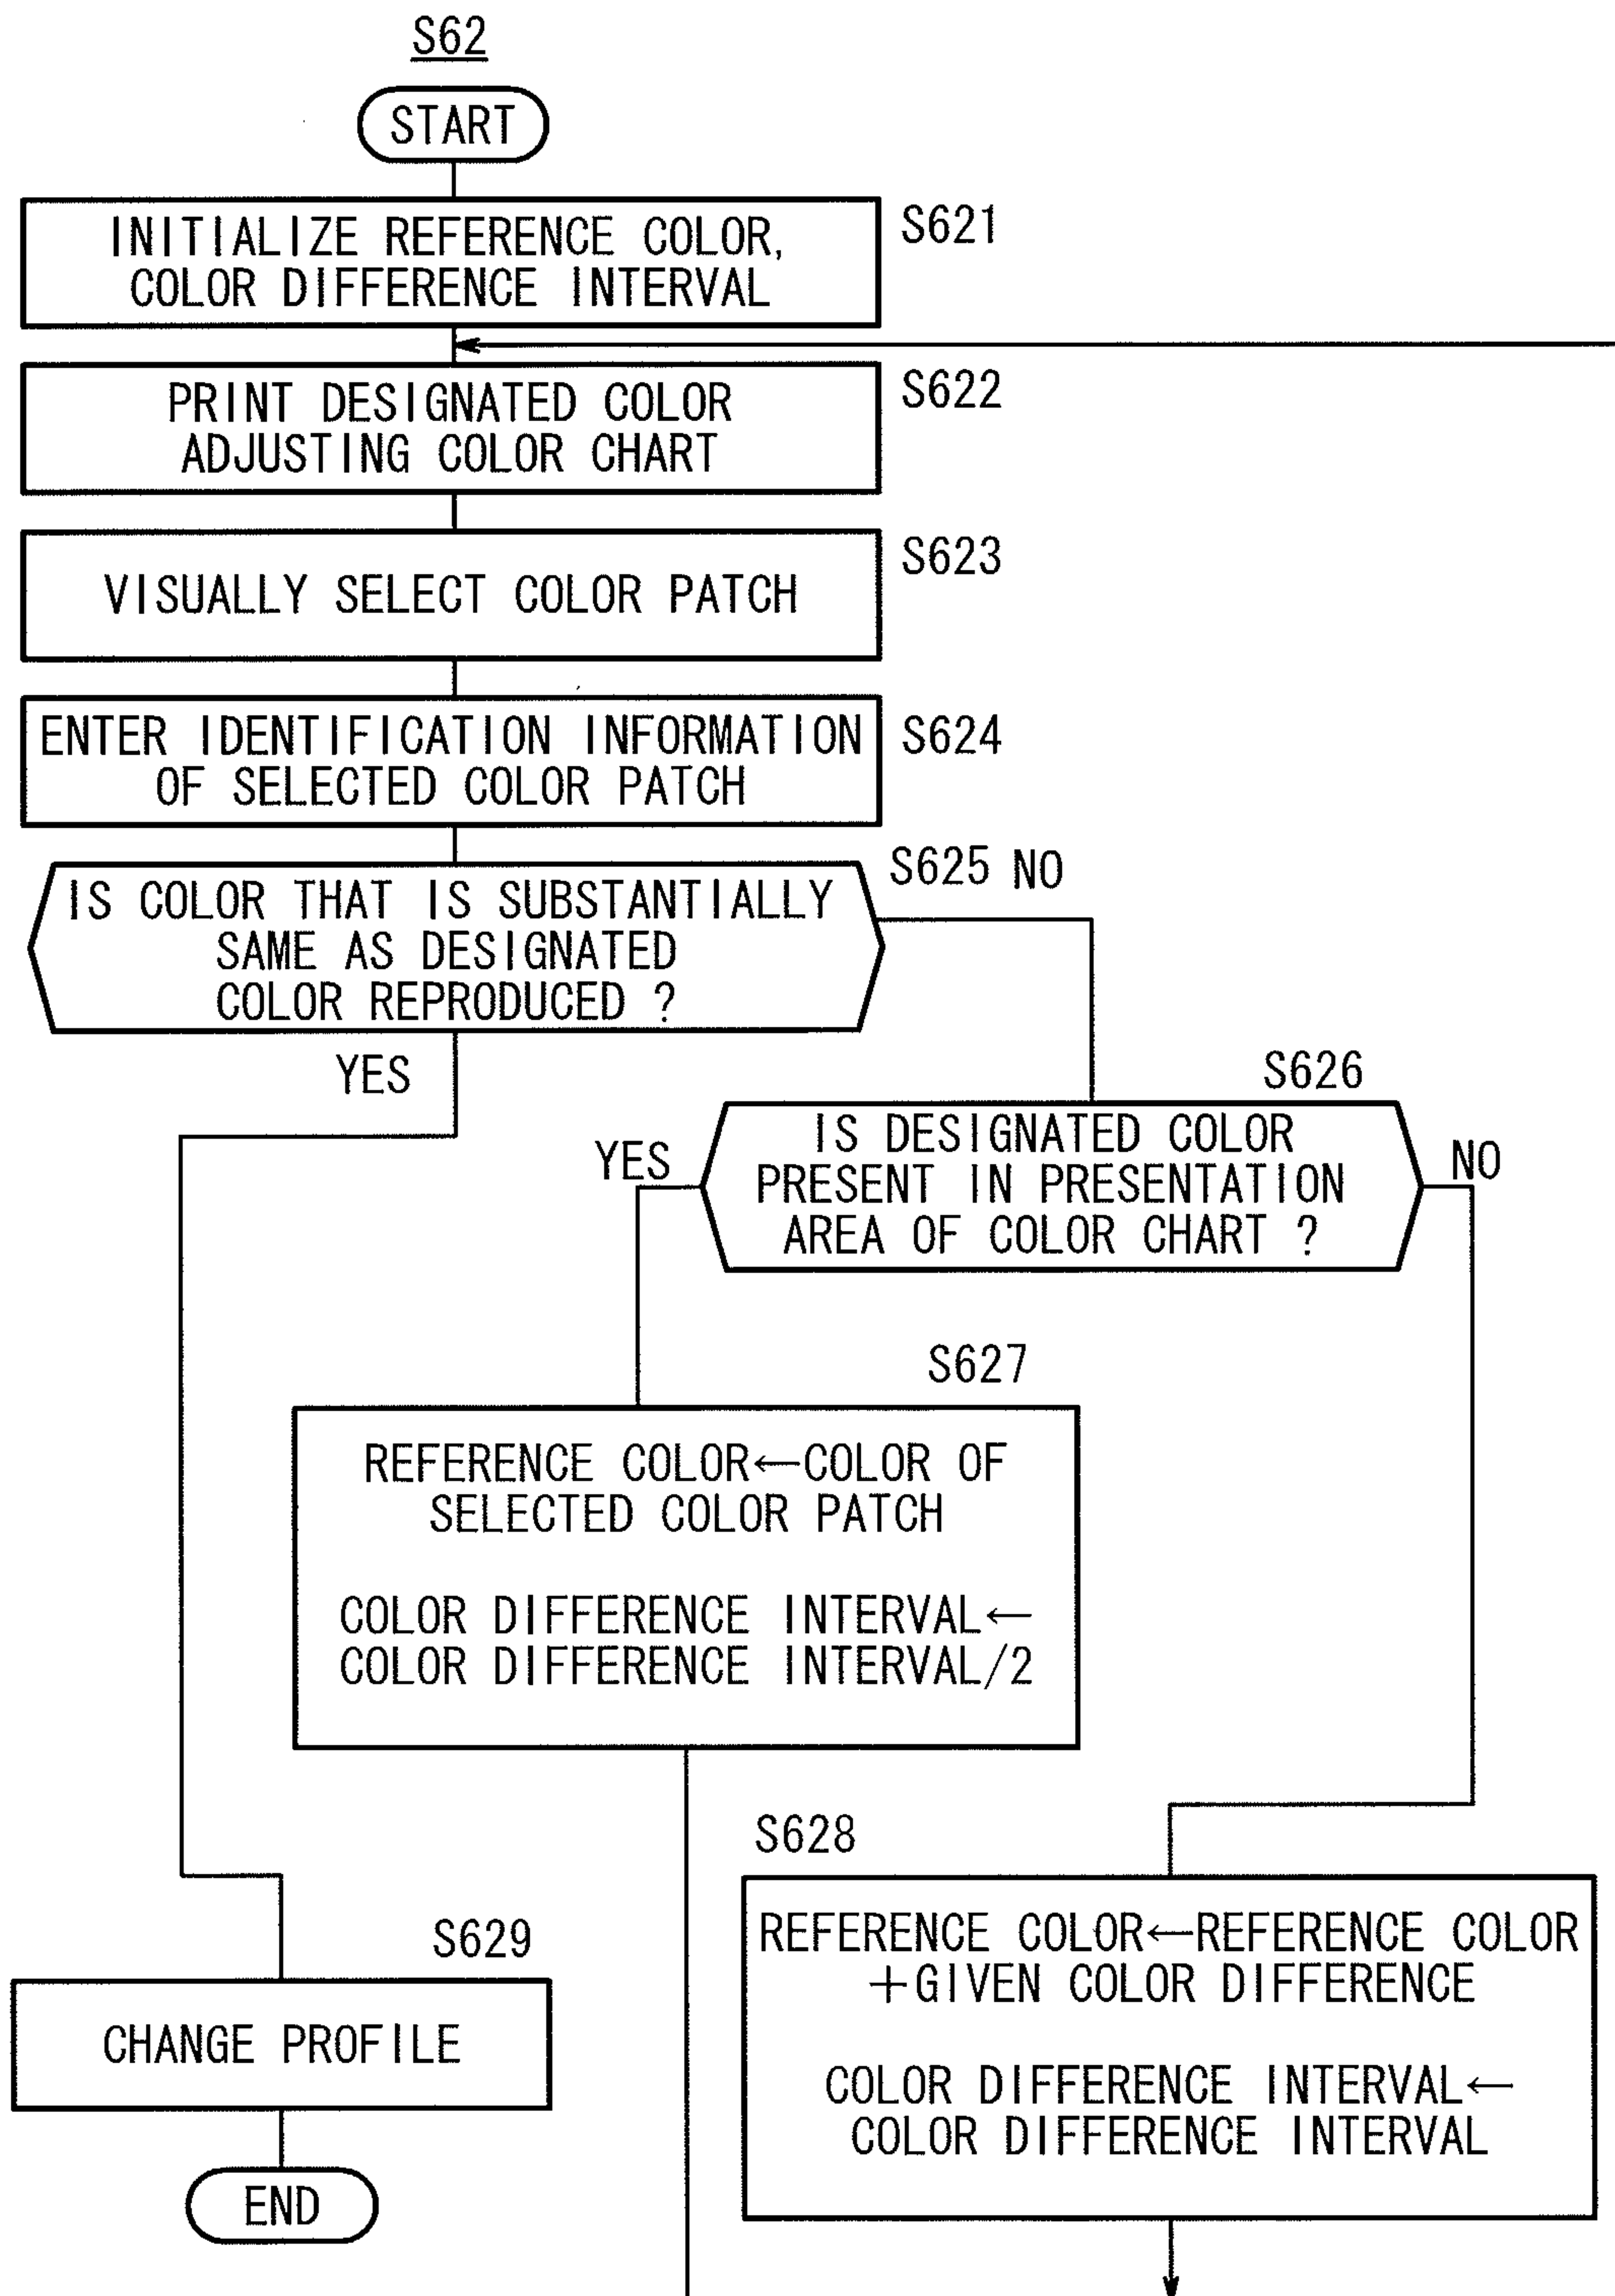 S62
START
INITIALIZE REFERENCE COLOR,
COLOR DIFFERENCE INTERVAL
S621
PRINT DESIGNATED COLOR
ADJUSTING COLOR CHART
S622
VISUALLY SELECT COLOR PATCH
S623
ENTER IDENTIFICATION INFORMATION
OF SELECTED COLOR PATCH
S624
IS COLOR THAT IS SUBSTANTIALLY
SAME AS DESIGNATED
COLOR REPRODUCED ?
S625 NO
YES
S626
IS DESIGNATED COLOR
PRESENT IN PRESENTATION
AREA OF COLOR CHART ?
YES
NO
S627
REFERENCE COLOR←COLOR OF
SELECTED COLOR PATCH
COLOR DIFFERENCE INTERVAL←
COLOR DIFFERENCE INTERVAL/2
S628
REFERENCE COLOR←REFERENCE COLOR
+GIVEN COLOR DIFFERENCE
COLOR DIFFERENCE INTERVAL←
COLOR DIFFERENCE INTERVAL
S629
CHANGE PROFILE
END